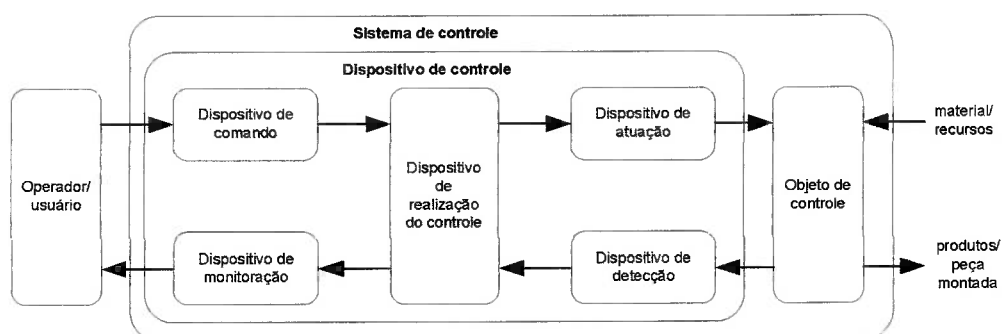 Sistema de controle
Dispositivo de controle
Operador/
usuário
Dispositivo de
comando
Dispositivo
de
realização
do controle
Dispositivo de
atuação
Objeto de
controle
material/
recursos
Dispositivo de
monitoração
Dispositivo de
detecção
produtos/
peça
montada